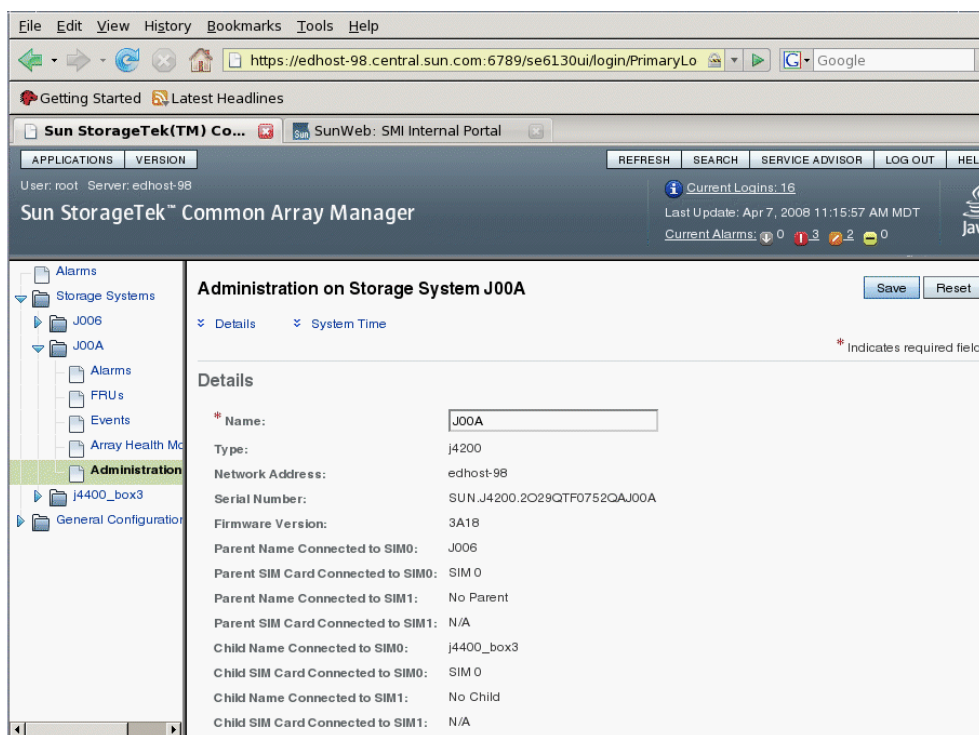 File Edit View History Bookmarks Tools Help
https://edhost-98.central.sun.com:6789/se6130ui/login/PrimaryLo
G Google
Getting Started Latest Headlines
Sun StorageTek(TM) Co... Sun SunWeb: SMI Internal Portal
APPLICATIONS VERSION REFRESH SEARCH SERVICE ADVISOR LOG OUT HEL
User: root Server: edhost-98 Current Logins: 16
Sun StorageTek™ Common Array Manager Last Update: Apr 7, 2008 11:15:57 AM MDT
Current Alarms: 0 3 2 0
Jav
Alarms
Storage Systems
J006
J00A
Alarms
FRUs
Events
Array Health Mo
Administration
j4400_box3
General Configuration
Administration on Storage System J00A Save Reset
Details System Time
* Indicates required field
Details
* Name: J00A
Type: j4200
Network Address: edhost-98
Serial Number: SUN.J4200.2O29QTF0752QAJ00A
Firmware Version: 3A18
Parent Name Connected to SIM0: J006
Parent SIM Card Connected to SIM0: SIM 0
Parent Name Connected to SIM1: No Parent
Parent SIM Card Connected to SIM1: N/A
Child Name Connected to SIM0: j4400_box3
Child SIM Card Connected to SIM0: SIM 0
Child Name Connected to SIM1: No Child
Child SIM Card Connected to SIM1: N/A